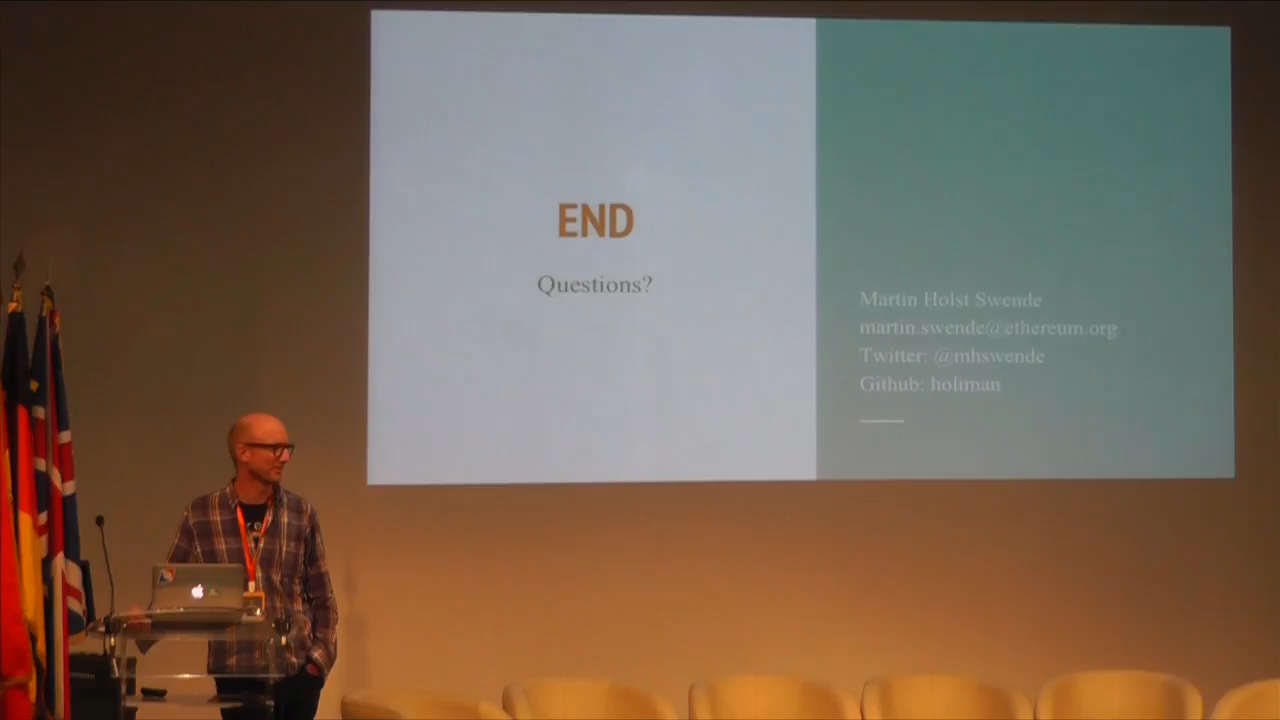 END
Questions?
Martin Holst Swende
martin.swende@ethereum.org
Twitter: @mhswende
Github: holiman